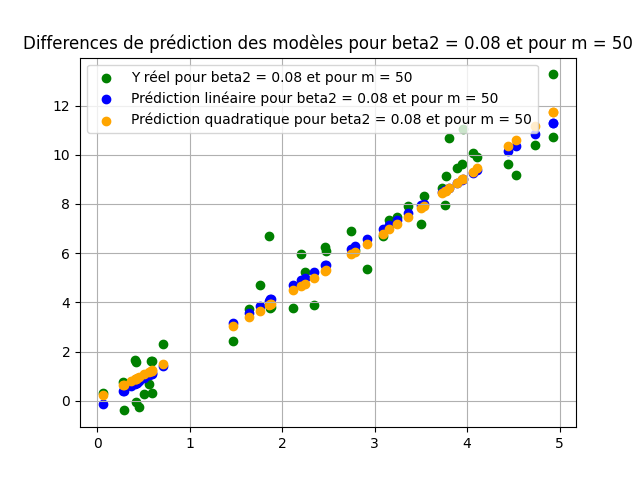 Differences de prédiction des modèles pour beta2 = 0.08 et pour m = 50
Y réel pour beta2 = 0.08 et pour m = 50
Prédiction linéaire pour beta2 = 0.08 et pour m = 50
Prédiction quadratique pour beta2 = 0.08 et pour m = 50
12
10
8
6
4
2
0
0 1 2 3 4 5